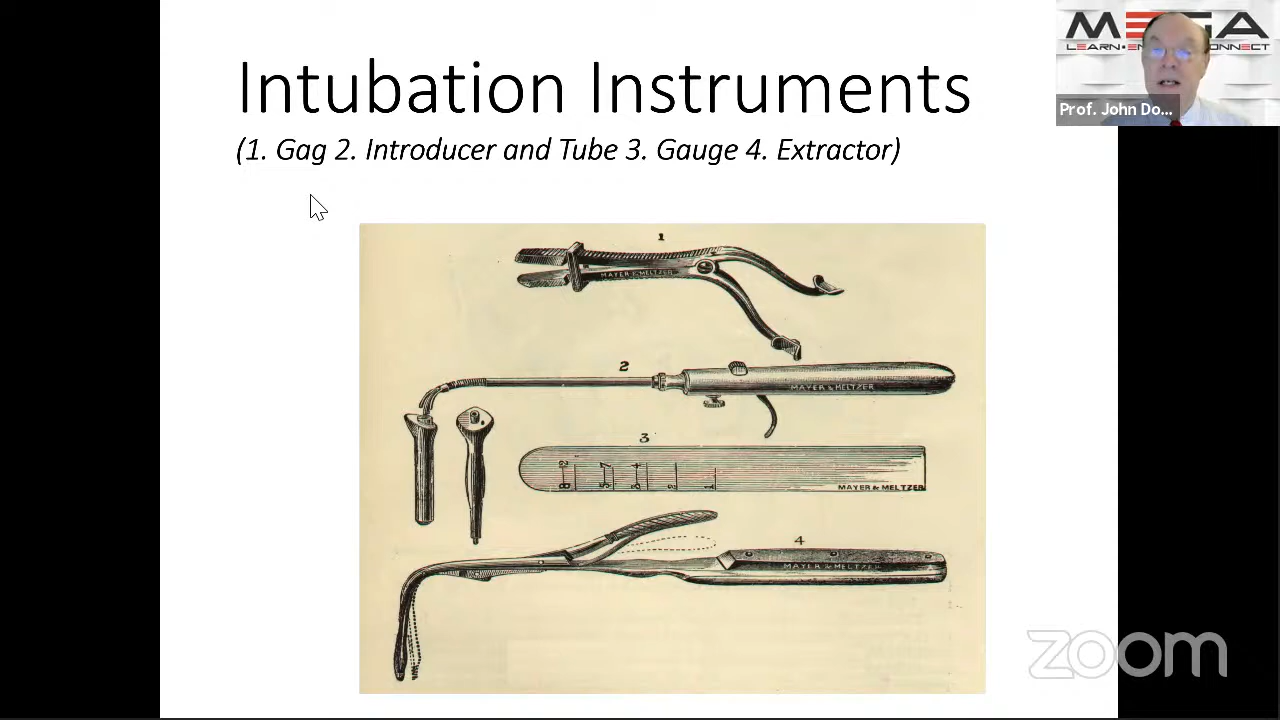 Intubation Instruments
(1. Gag 2. Introducer and Tube 3. Gauge 4. Extractor)
MEGA
Prof. John Do...
1
MAYER & MELTZER
2
MAYER & MELTZER
3
MAYER & MELTZER
4
MAYER & MELTZER
zoom